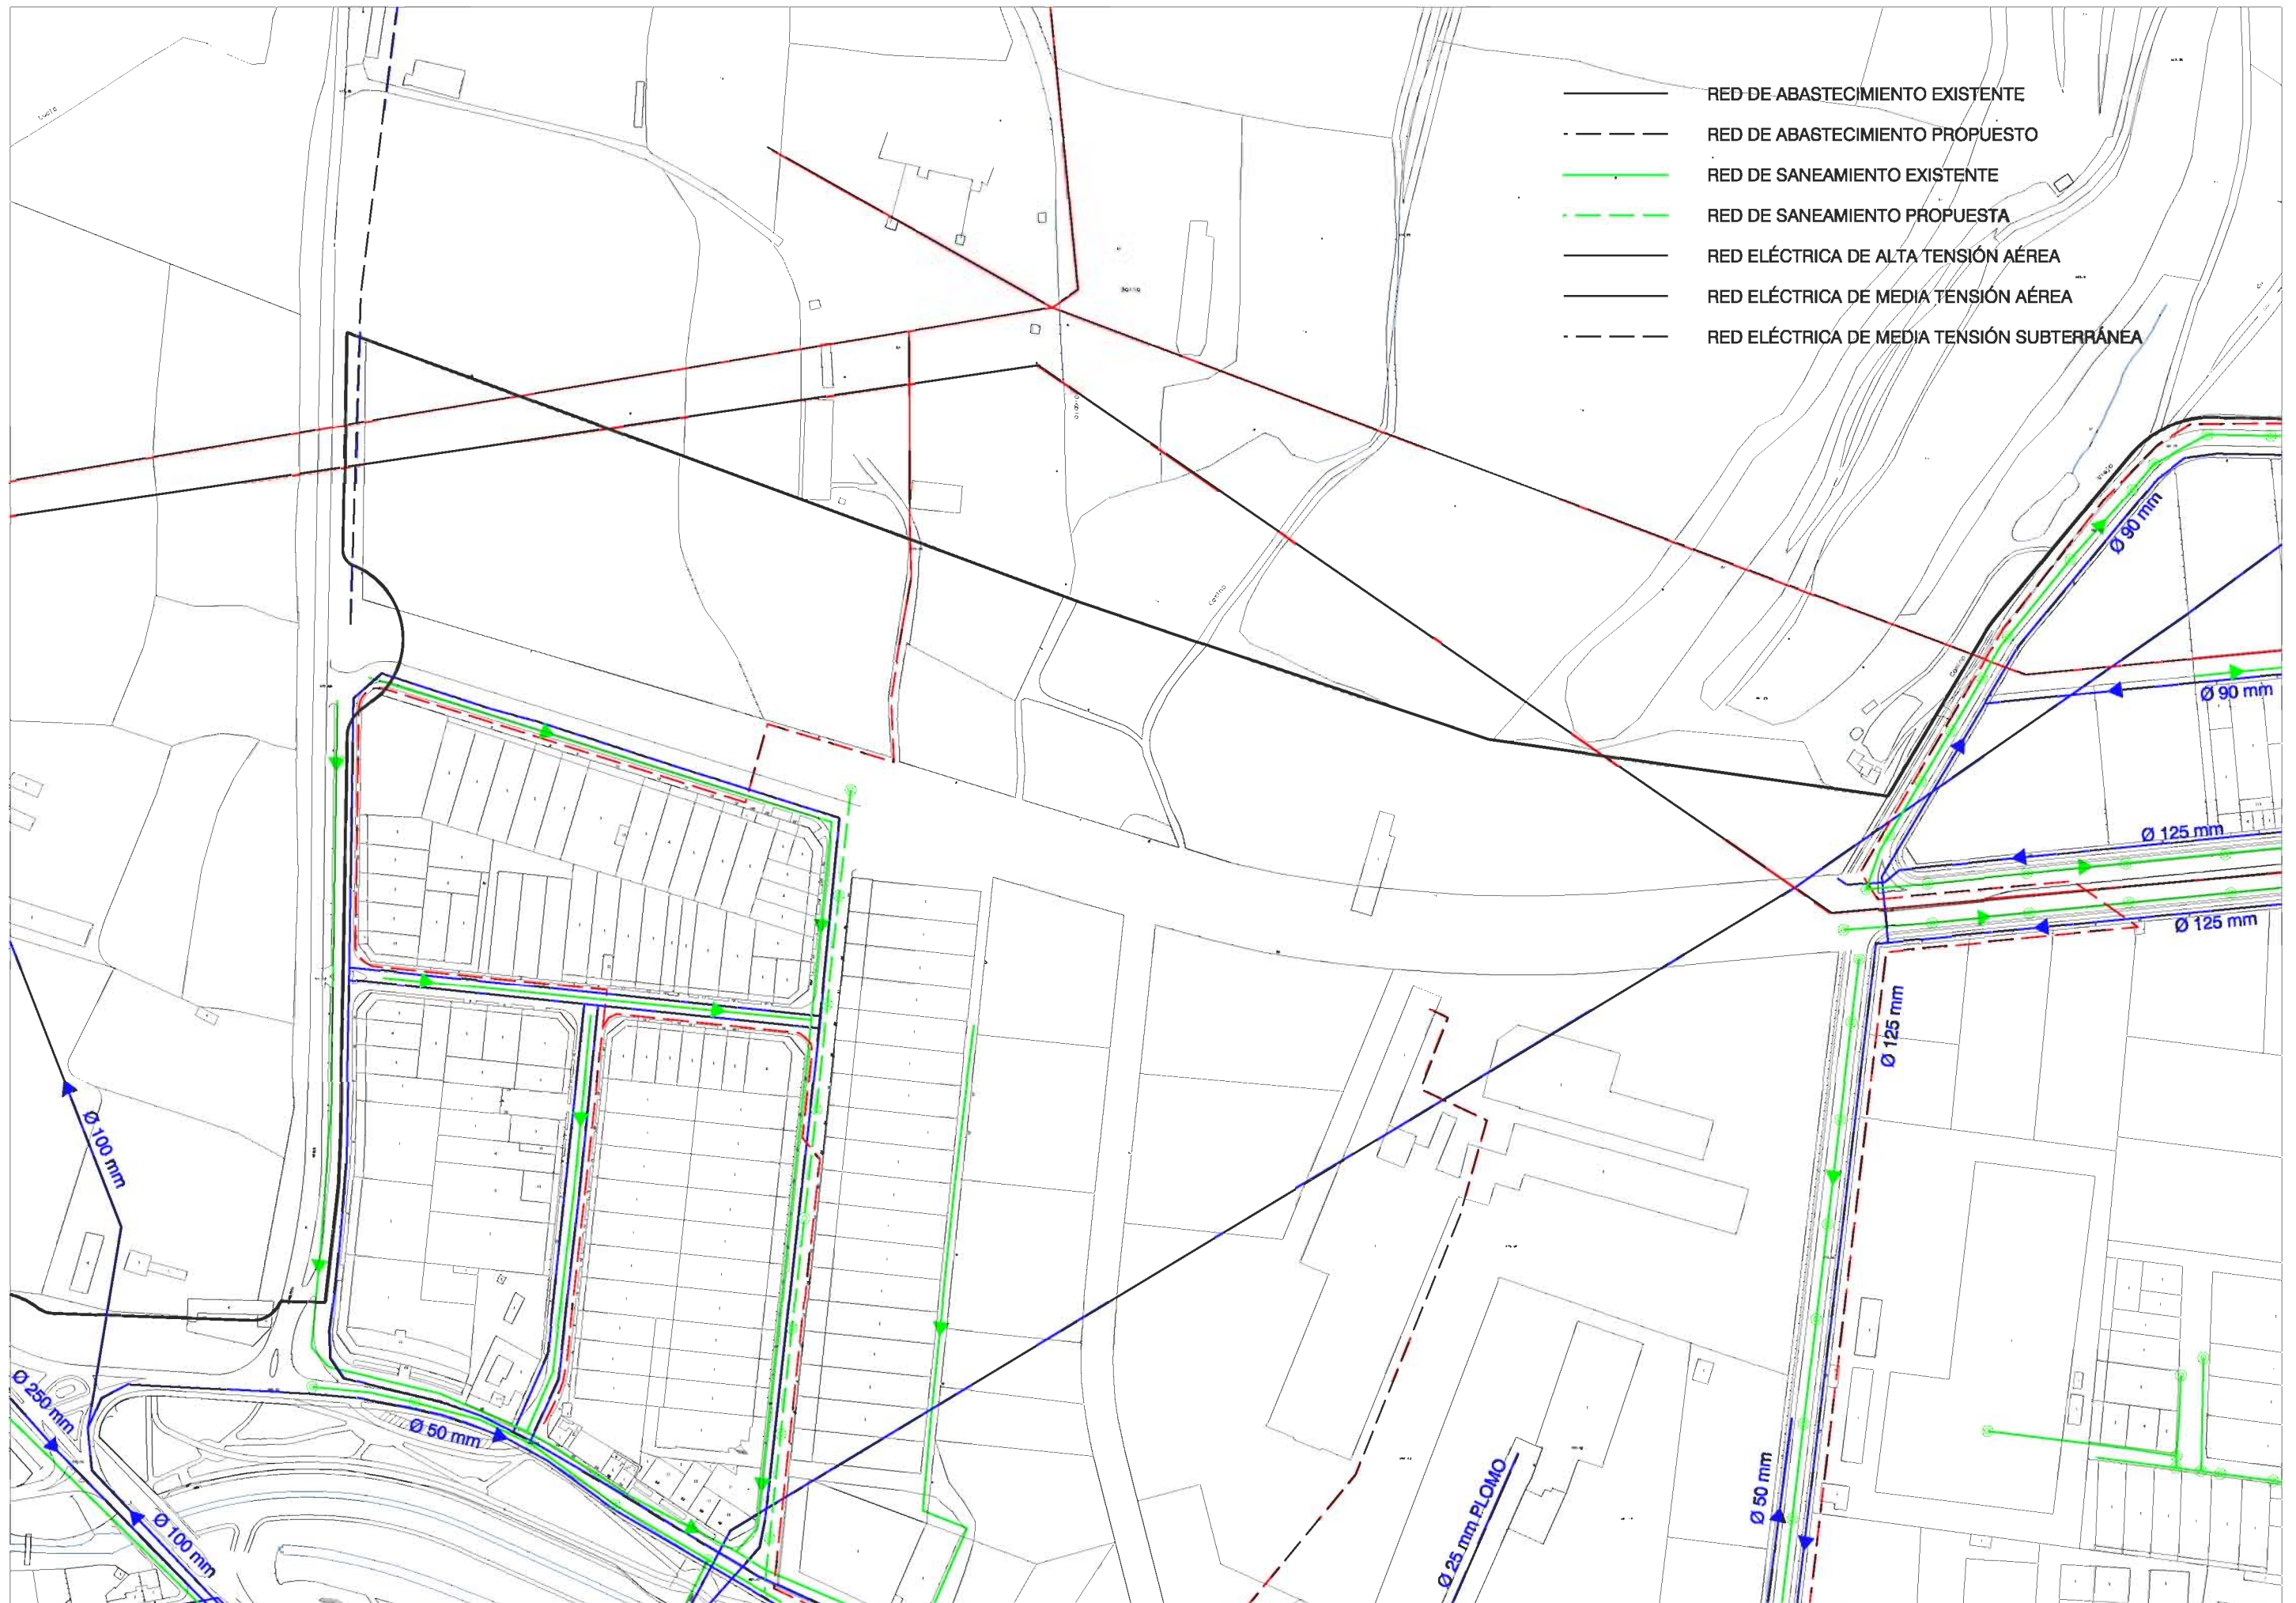 RED DE ABASTECIMIENTO EXISTENTE
RED DE ABASTECIMIENTO PROPUESTO
RED DE SANEAMIENTO EXISTENTE
RED DE SANEAMIENTO PROPUESTA
RED ELÉCTRICA DE ALTA TENSIÓN AÉREA
RED ELÉCTRICA DE MEDIA TENSIÓN AÉREA
RED ELÉCTRICA DE MEDIA TENSIÓN SUBTERRÁNEA
Ø 90 mm
Camino
Camino
Ø 90 mm
Ø 125 mm
Ø 125 mm
Ø 125 mm
Ø 100 mm
Ø 250 mm
Ø 50 mm
Ø 100 mm
Ø 25 mm PLOMO
Ø 50 mm